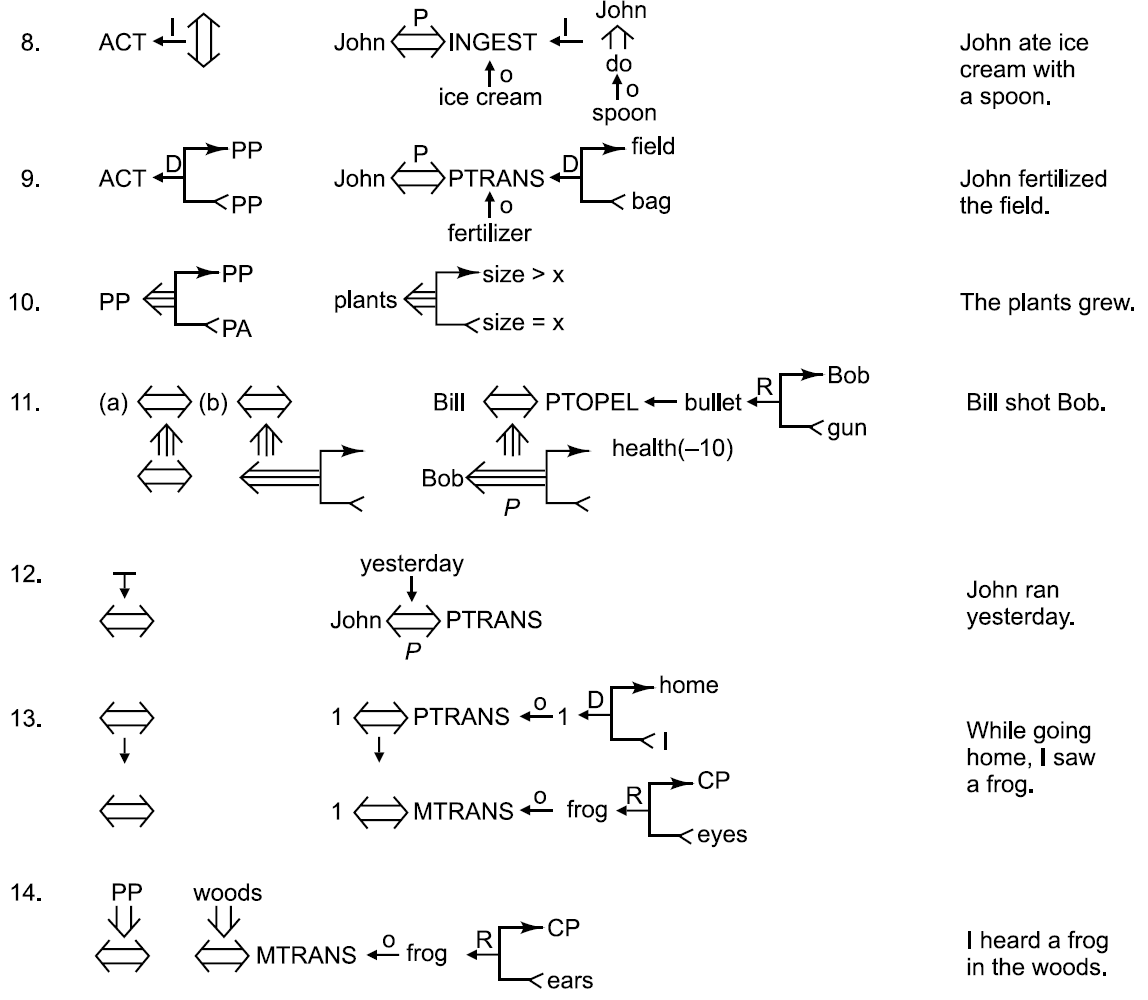 8. ACT I John P INGEST I John John ate ice
do cream with
o o a spoon.
ice cream spoon
9. ACT D PP PP John P PTRANS D field bag John fertilized
o the field.
fertilizer
10. PP PP PA plants size > x size = x The plants grew.
11. (a) (b) Bill PTOPEL bullet R Bob gun Bill shot Bob.
health(–10)
Bob
P
12. yesterday John ran
John PTRANS yesterday.
P
13. 1 PTRANS o 1 D home I While going
home, I saw
a frog.
1 MTRANS o frog R CP eyes
14. PP woods
MTRANS o frog R CP ears I heard a frog
in the woods.